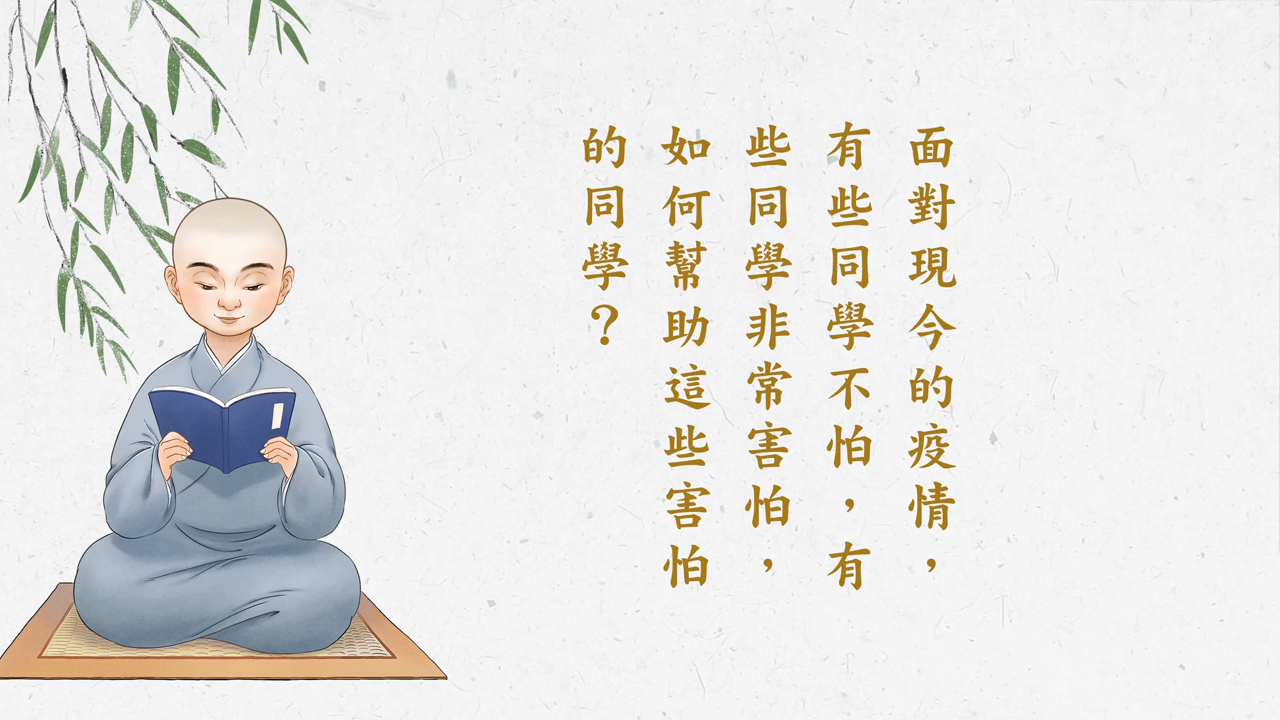 面對現今的疫情，
有些同學不怕，有
些同學非常害怕，
如何幫助這些害怕
的同學？